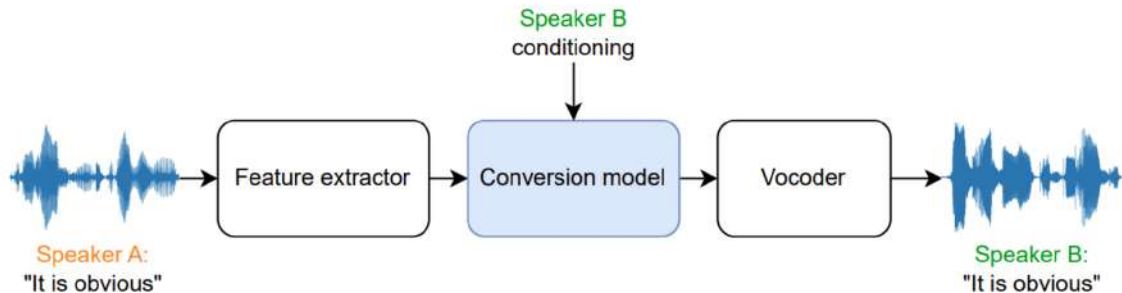 Speaker B
conditioning
Feature extractor
Conversion model
Vocoder
Speaker A:
"It is obvious"
Speaker B:
"It is obvious"